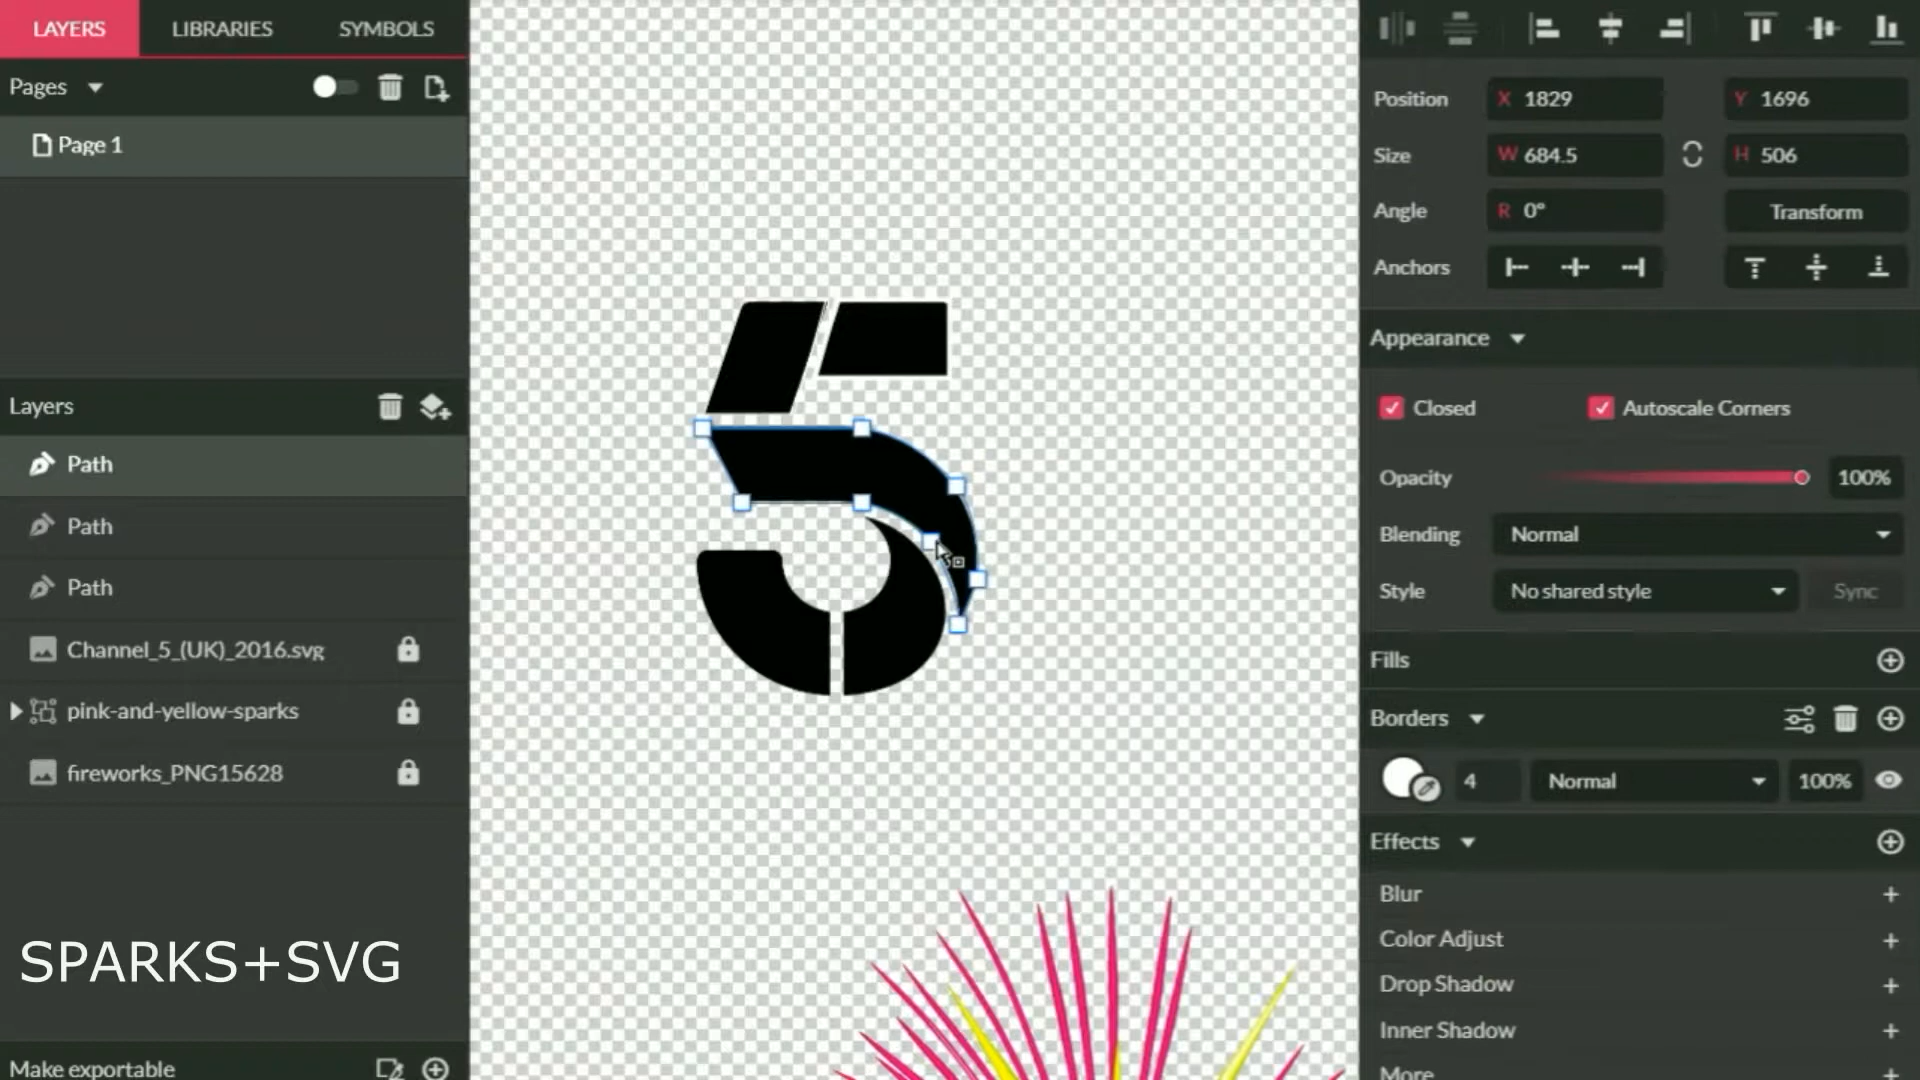 LAYERS
LIBRARIES
SYMBOLS
Pages
Page 1
Layers
Path
Path
Path
Channel_5_(UK)_2016.svg
pink-and-yellow-sparks
fireworks_PNG15628
SPARKS+SVG
Make exportable
5
Position X 1829 Y 1696
Size W 684.5 H 506
Angle R 0° Transform
Anchors
Appearance
Closed Autoscale Corners
Opacity 100%
Blending Normal
Style No shared style Sync
Fills
Borders
4 Normal 100%
Effects
Blur
Color Adjust
Drop Shadow
Inner Shadow
More